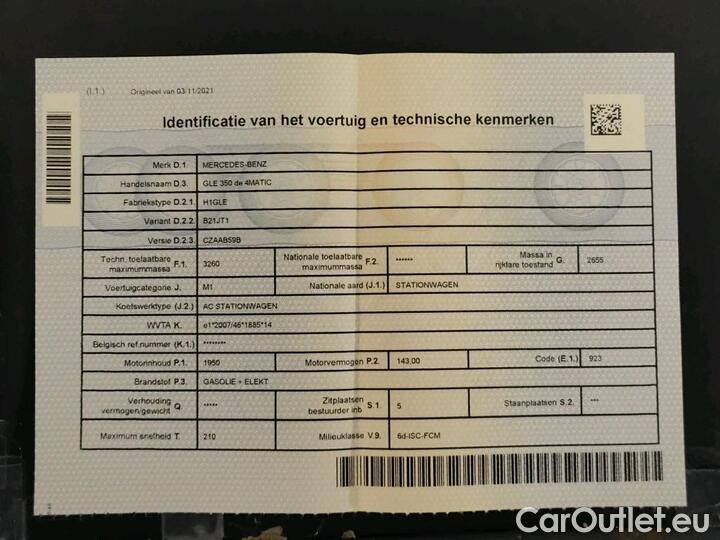 (I.1.) Origineel van 03/11/2021
Identificatie van het voertuig en technische kenmerken
Merk D.1. MERCEDES-BENZ
Handelsnaam D.3. GLE 350 de 4MATIC
Fabriekstype D.2.1. H1GLE
Variant D.2.2. B21JT1
Versie D.2.3. CZAAB59B
Techn. toelaatbare maximummassa F.1. 3260 Nationale toelaatbare maximummassa F.2. ****** Massa in rijklare toestand G. 2655
Voertuigcategorie J. M1 Nationale aard (J.1.) STATIONWAGEN
Koetswerktype (J.2.) AC STATIONWAGEN
WVTA K. e1*2007/46*1885*14
Belgisch ref.nummer (K.1.) ********
Motorinhoud P.1. 1950 Motorvermogen P.2. 143,00 Code (E.1.) 923
Brandstof P.3. GASOLIE + ELEKT
Verhouding vermogen/gewicht Q. ***** Zitplaatsen bestuurder inb S.1. 5 Staanplaatsen S.2. ***
Maximum snelheid T. 210 Milieuklasse V.9. 6d-ISC-FCM
CarOutlet.eu